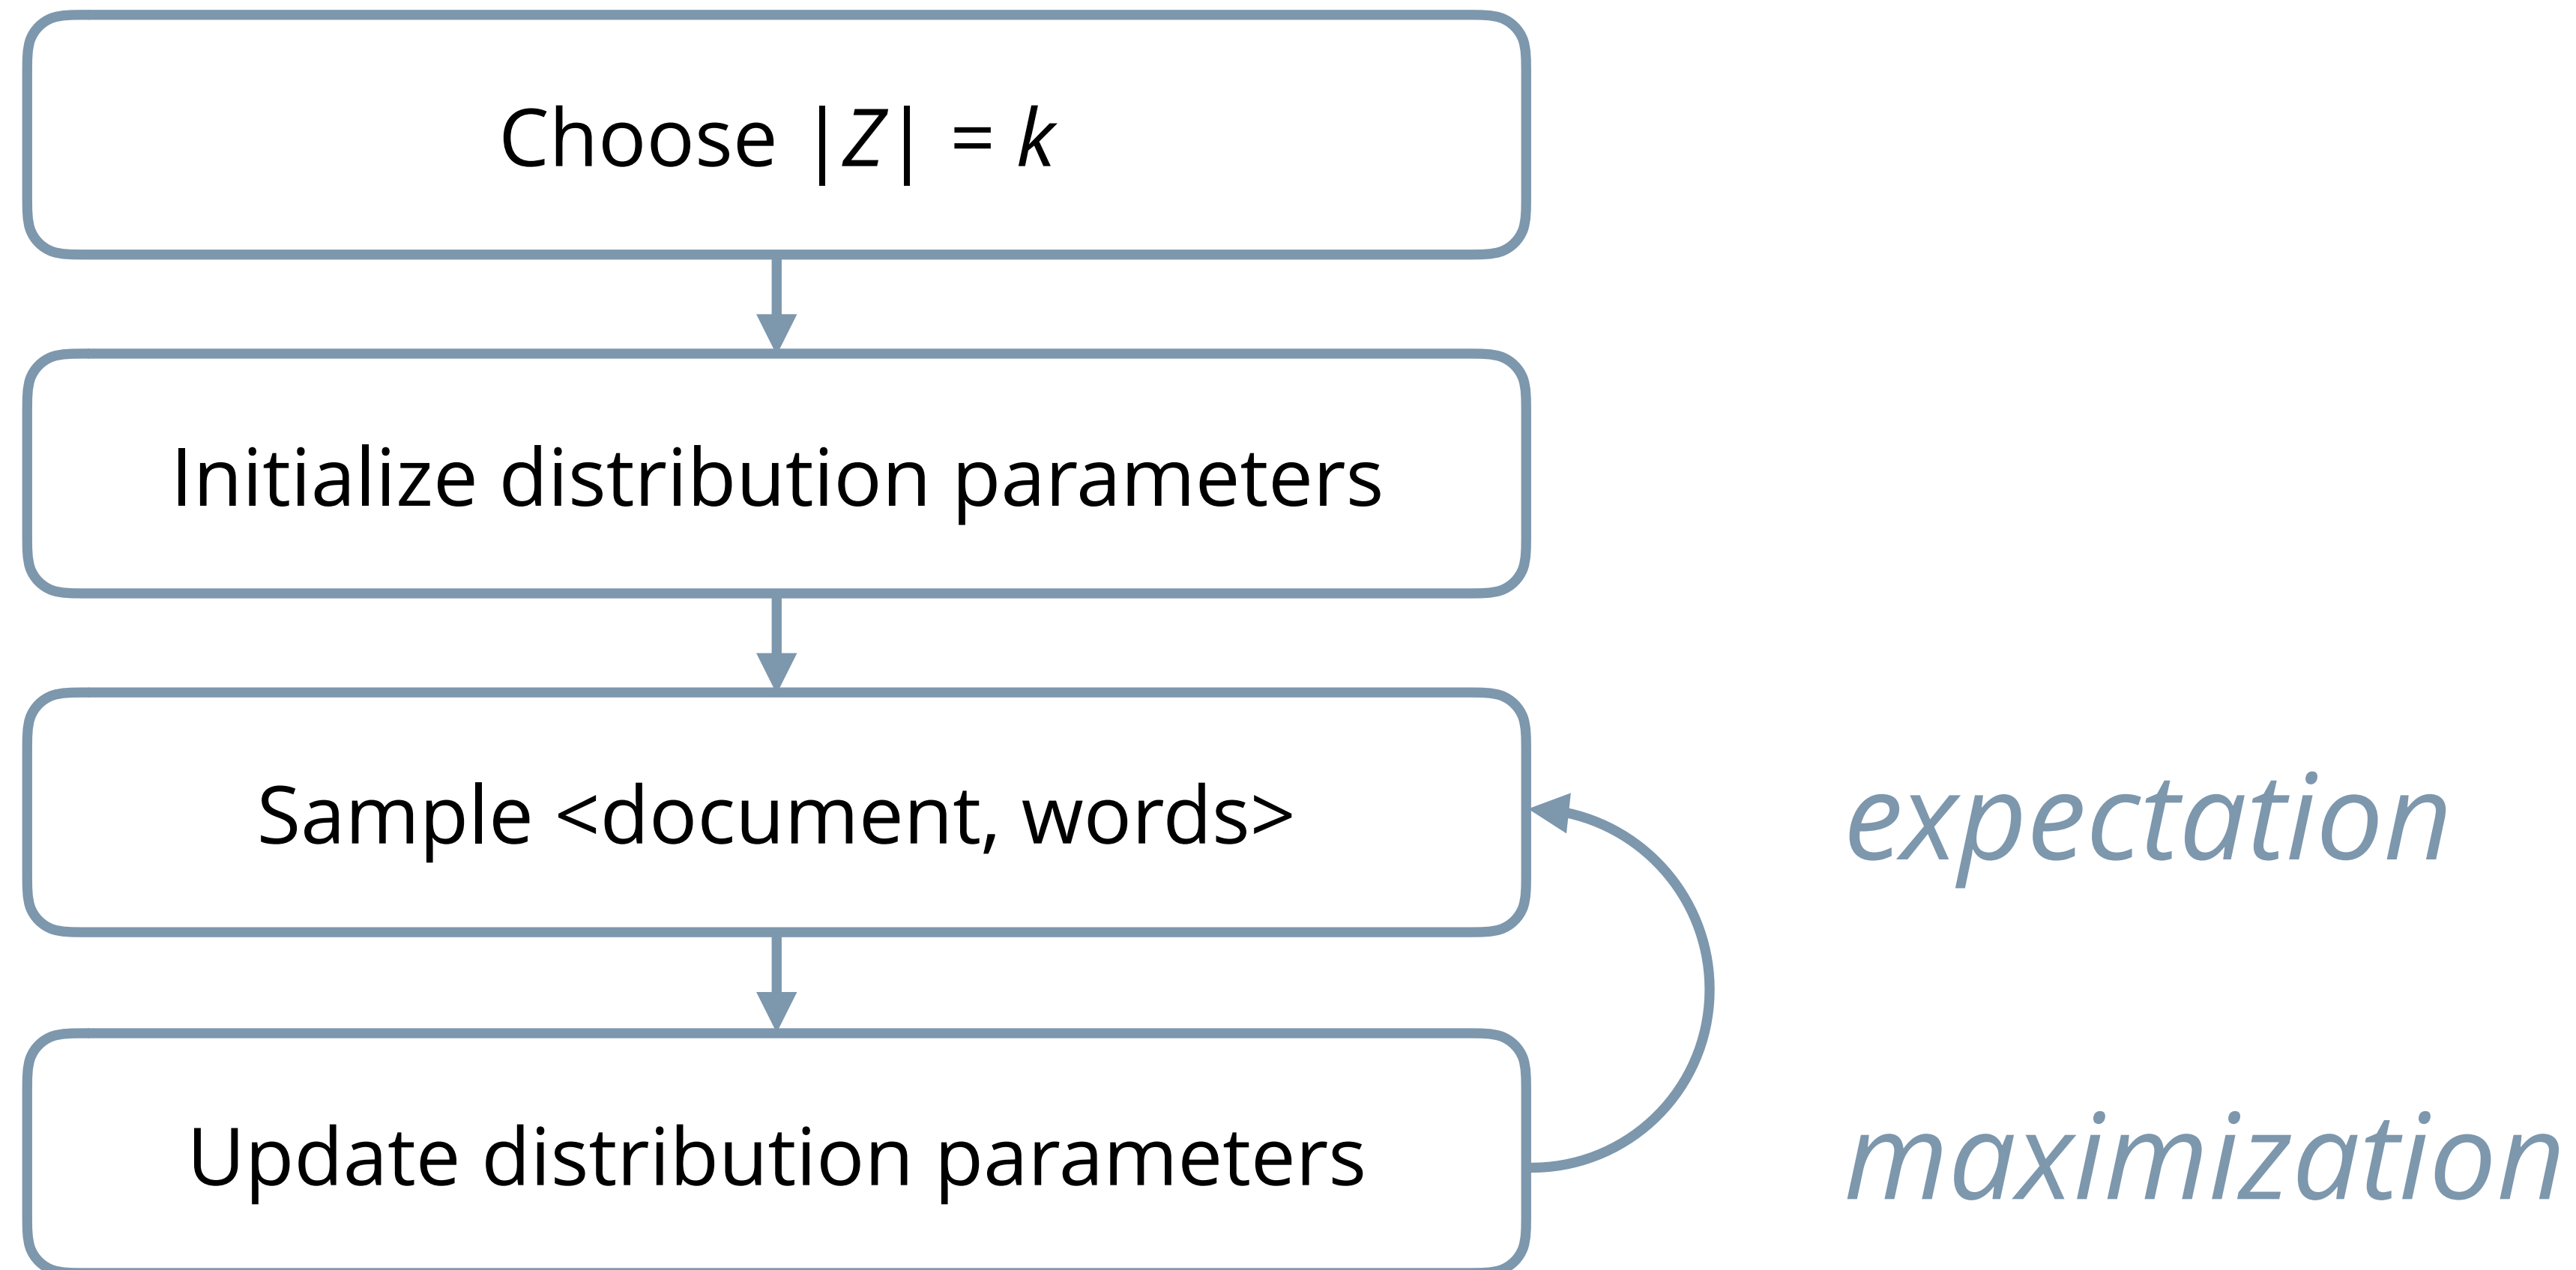 Choose |Z| = k
Initialize distribution parameters
Sample <document, words>
expectation
Update distribution parameters
maximization